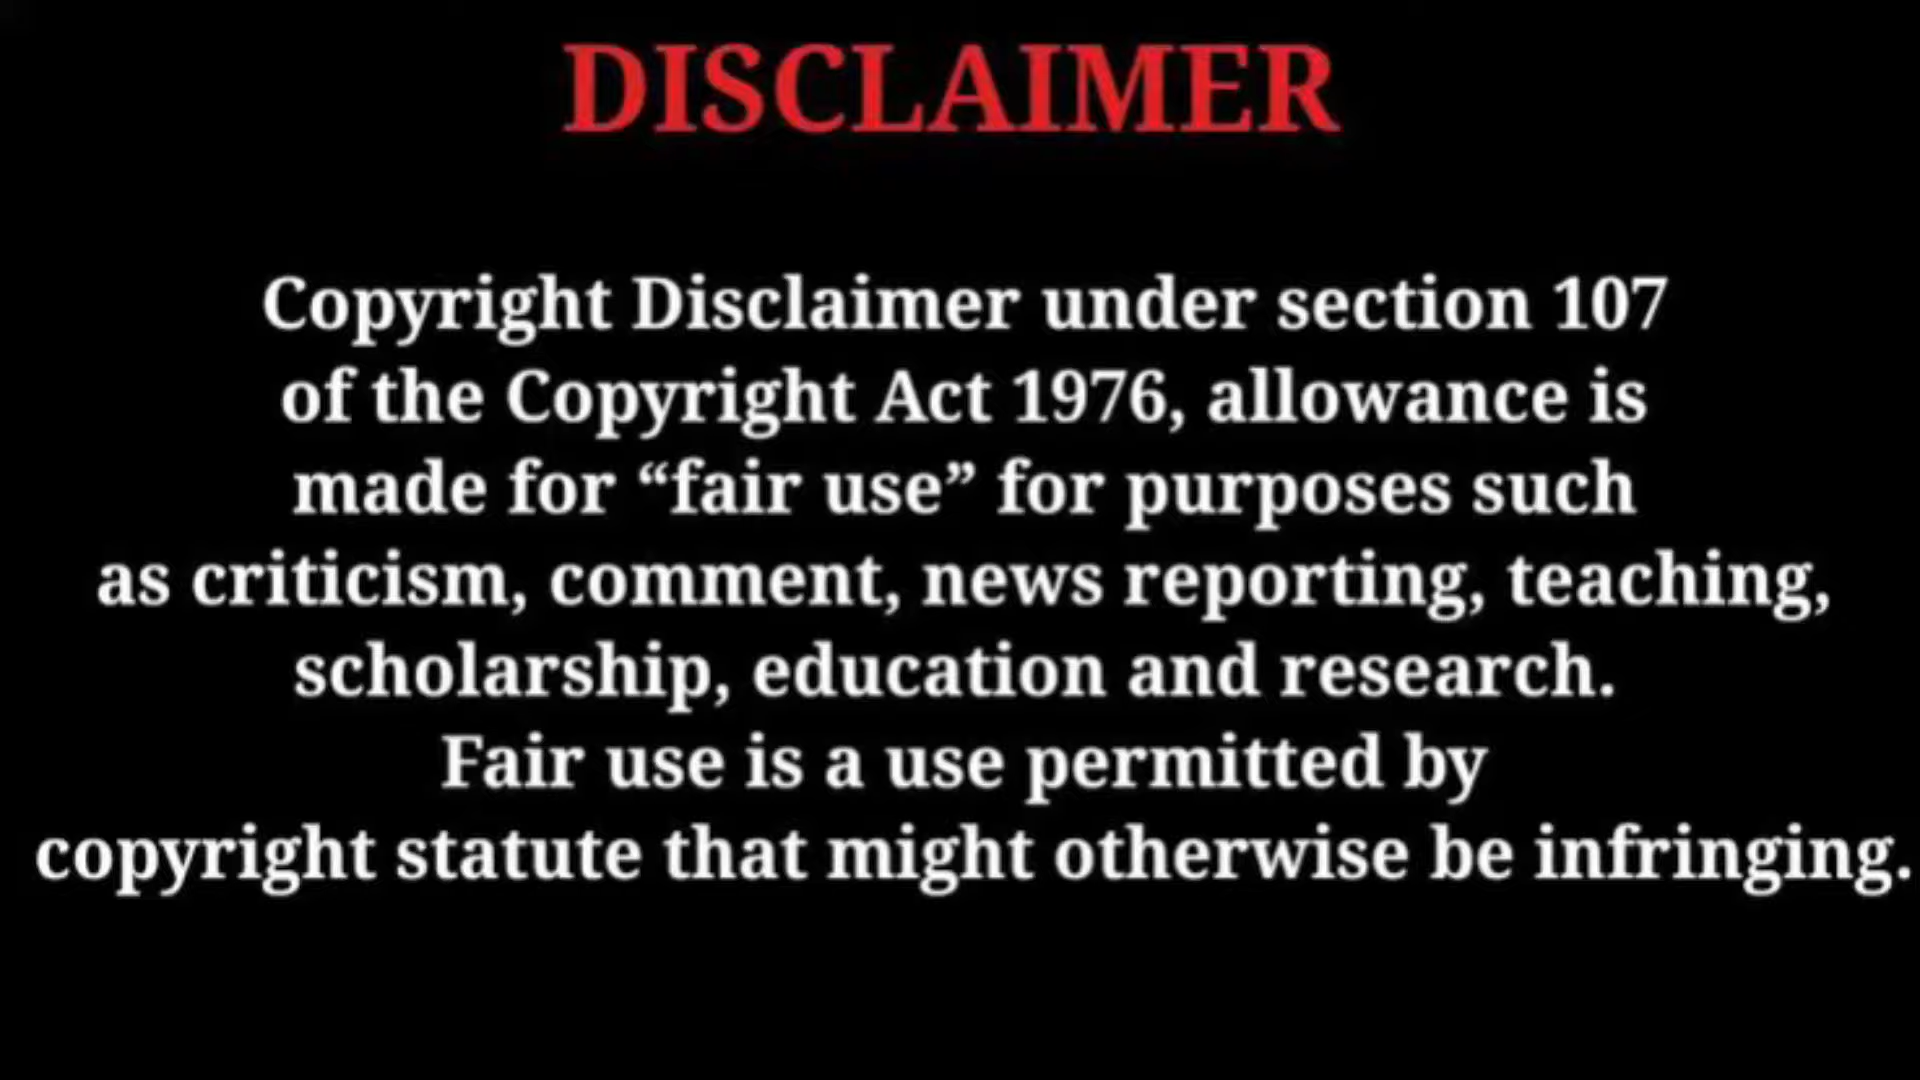 DISCLAIMER
Copyright Disclaimer under section 107
of the Copyright Act 1976, allowance is
made for “fair use” for purposes such
as criticism, comment, news reporting, teaching,
scholarship, education and research.
Fair use is a use permitted by
copyright statute that might otherwise be infringing.